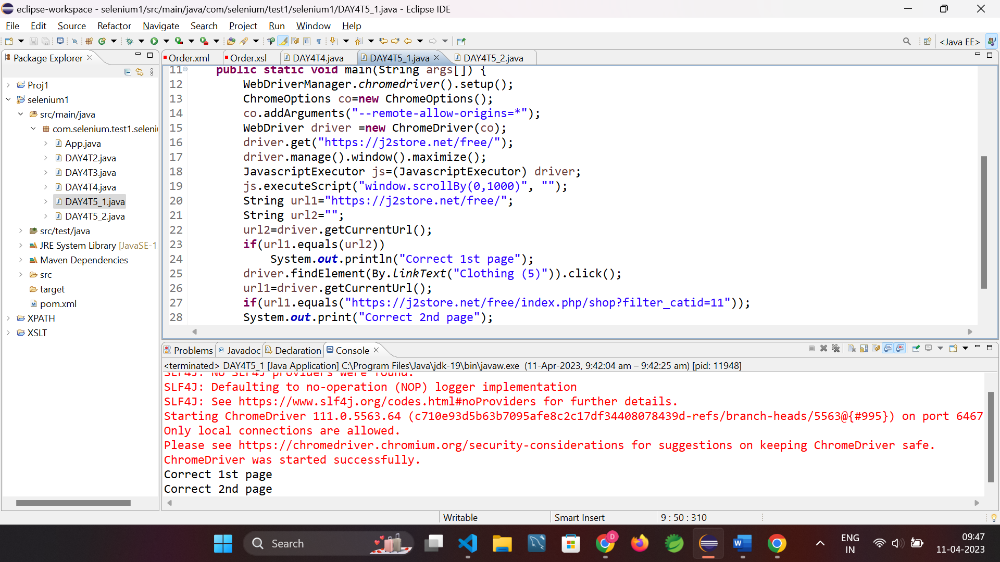 eclipse-workspace - selenium1/src/main/java/com/selenium/test1/selenium1/DAY4T5_1.java - Eclipse IDE
File Edit Source Refactor Navigate Search Project Run Window Help
<Java EE>
Package Explorer
Order.xml Order.xsl DAY4T4.java DAY4T5_1.java DAY4T5_2.java
Proj1
selenium1
src/main/java
com.selenium.test1.seleni
App.java
DAY4T2.java
DAY4T3.java
DAY4T4.java
DAY4T5_1.java
DAY4T5_2.java
src/test/java
JRE System Library [JavaSE-1
Maven Dependencies
src
target
pom.xml
XPATH
XSLT
11 public static void main(String args[]) {
12 WebDriverManager.chromedriver().setup();
13 ChromeOptions co=new ChromeOptions();
14 co.addArguments("--remote-allow-origins=*");
15 WebDriver driver =new ChromeDriver(co);
16 driver.get("https://j2store.net/free/");
17 driver.manage().window().maximize();
18 JavascriptExecutor js=(JavascriptExecutor) driver;
19 js.executeScript("window.scrollBy(0,1000)", "");
20 String url1="https://j2store.net/free/";
21 String url2="";
22 url2=driver.getCurrentUrl();
23 if(url1.equals(url2))
24 System.out.println("Correct 1st page");
25 driver.findElement(By.linkText("Clothing (5)")).click();
26 url1=driver.getCurrentUrl();
27 if(url1.equals("https://j2store.net/free/index.php/shop?filter_catid=11"));
28 System.out.print("Correct 2nd page");
Problems Javadoc Declaration Console
<terminated> DAY4T5_1 [Java Application] C:\Program Files\Java\jdk-19\bin\javaw.exe (11-Apr-2023, 9:42:04 am – 9:42:25 am) [pid: 11948]
SLF4J: No SLF4J providers were found.
SLF4J: Defaulting to no-operation (NOP) logger implementation
SLF4J: See https://www.slf4j.org/codes.html#noProviders for further details.
Starting ChromeDriver 111.0.5563.64 (c710e93d5b63b7095afe8c2c17df34408078439d-refs/branch-heads/5563@{#995}) on port 6467
Only local connections are allowed.
Please see https://chromedriver.chromium.org/security-considerations for suggestions on keeping ChromeDriver safe.
ChromeDriver was started successfully.
Correct 1st page
Correct 2nd page
Writable Smart Insert 9 : 50 : 310
Search
D
ENG
IN
09:47
11-04-2023